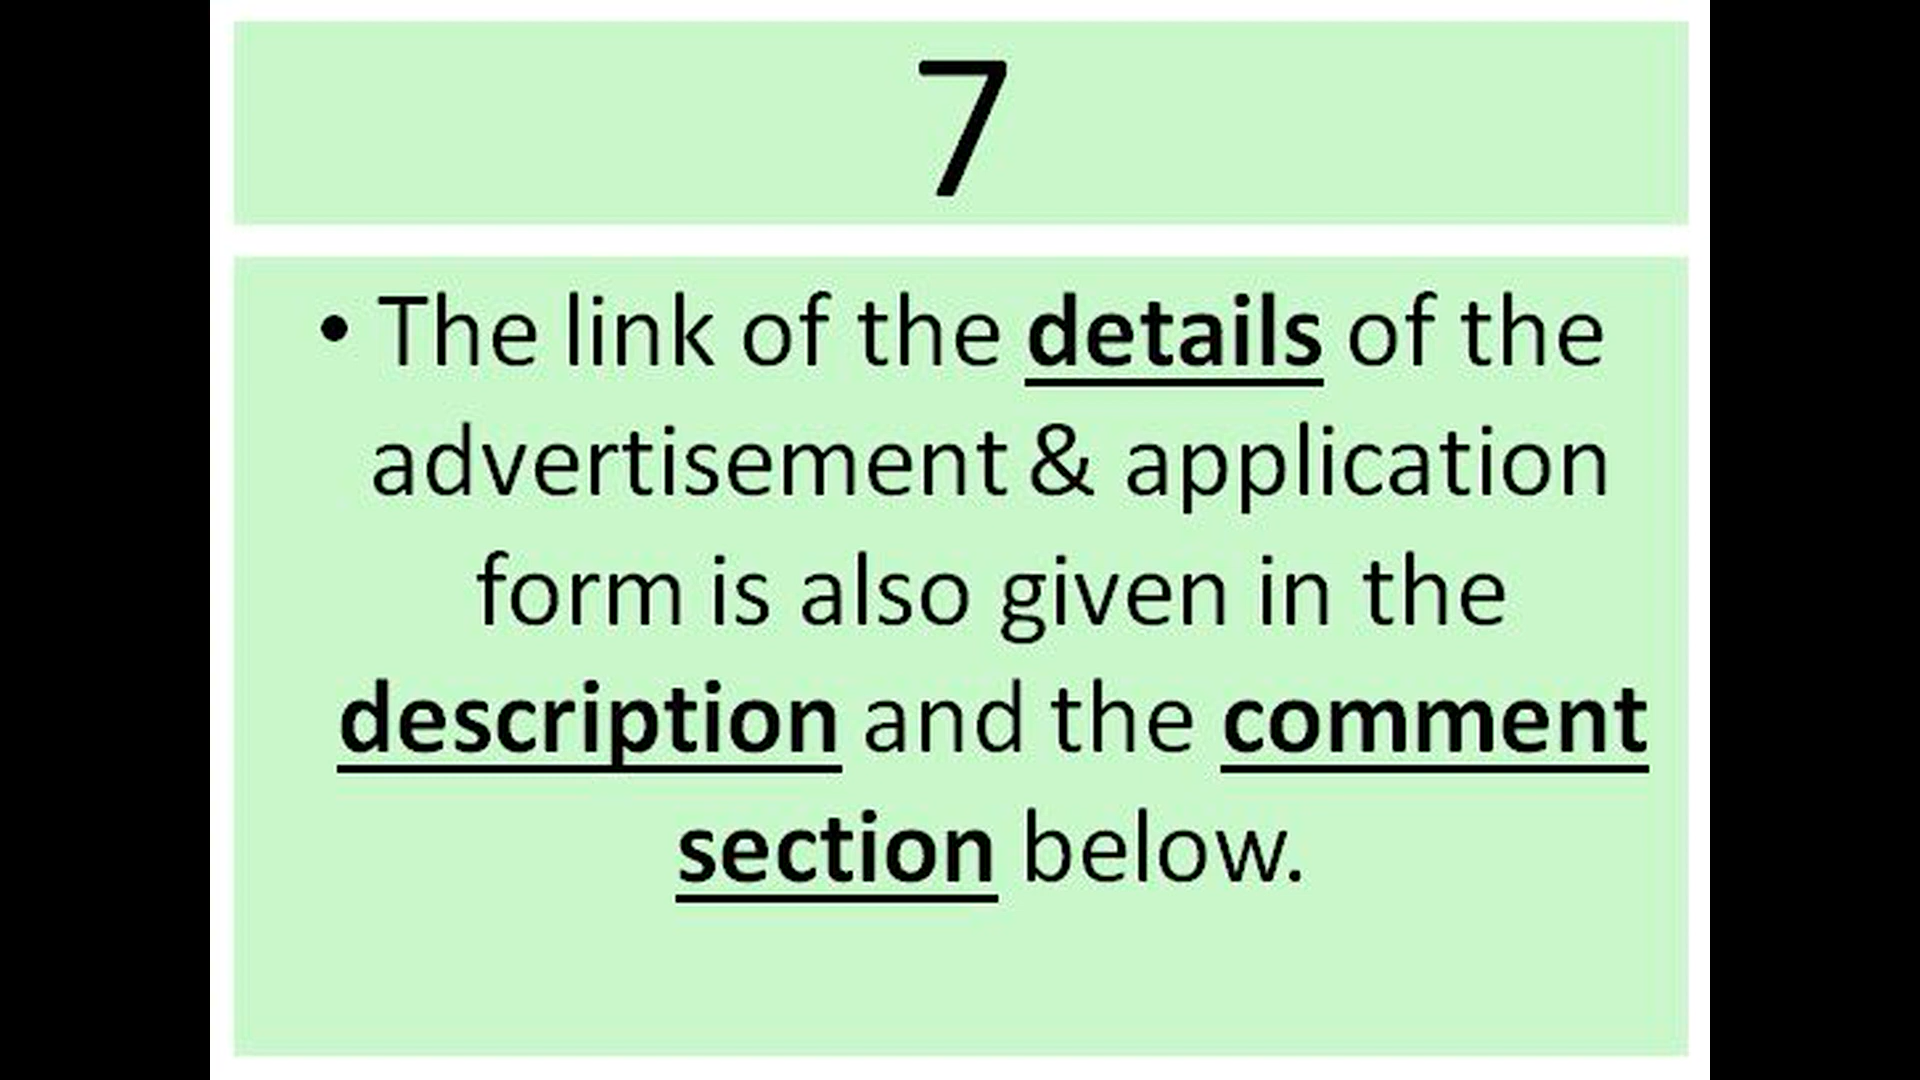 7
• The link of the details of the
advertisement & application
form is also given in the
description and the comment
section below.